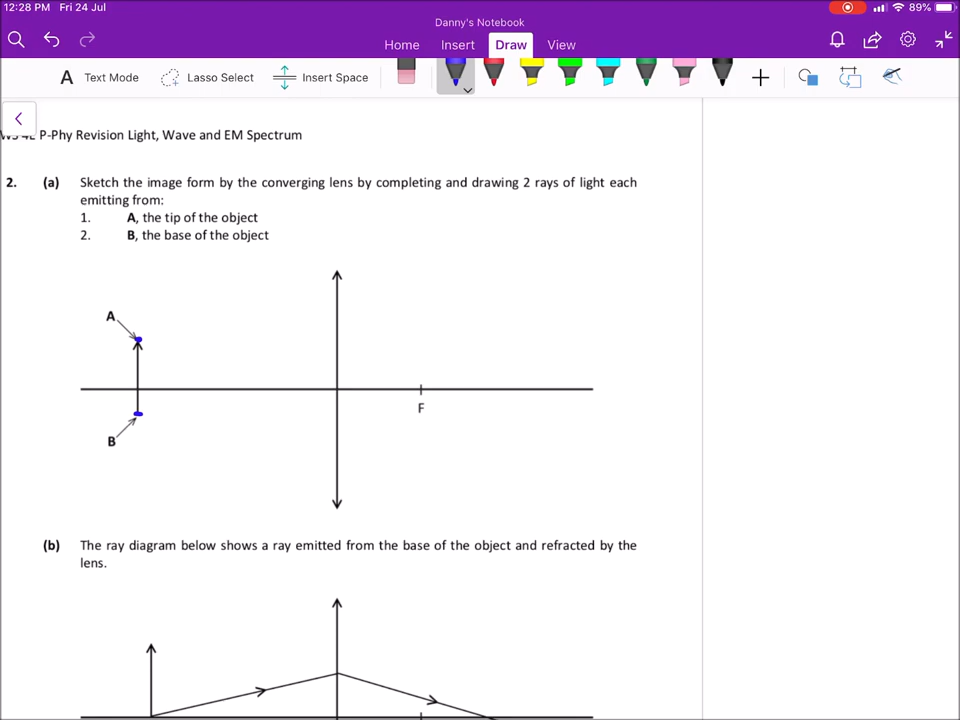 12:28 PM Fri 24 Jul
89%
Danny's Notebook
Home Insert Draw View
A Text Mode Lasso Select Insert Space
P-Phy Revision Light, Wave and EM Spectrum
2. (a) Sketch the image form by the converging lens by completing and drawing 2 rays of light each
emitting from:
1. A, the tip of the object
2. B, the base of the object
A
F
B
(b) The ray diagram below shows a ray emitted from the base of the object and refracted by the
lens.